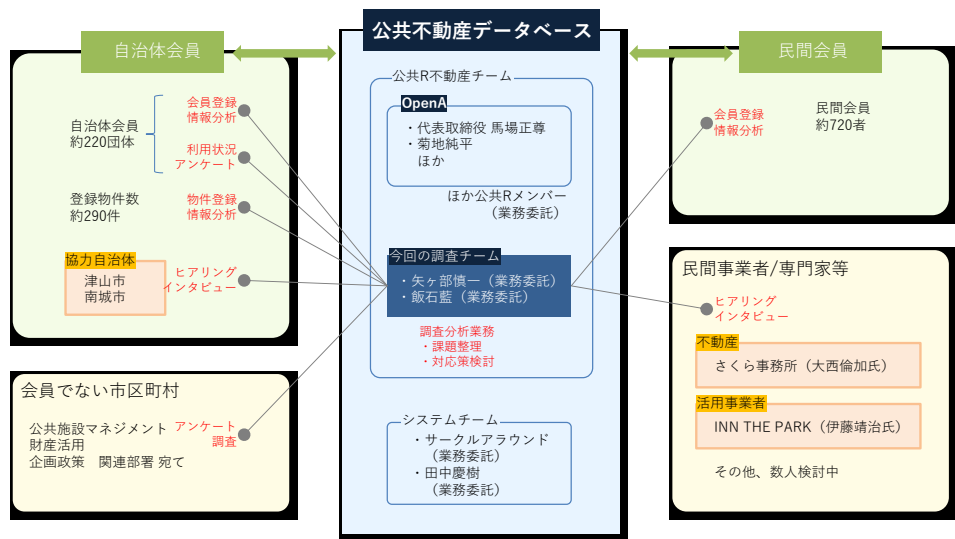 公共不動産データベース
自治体会員
自治体会員
約220団体
会員登録
情報分析
利用状況
アンケート
登録物件数
約290件
物件登録
情報分析
協力自治体
津山市
南城市
ヒアリング
インタビュー
会員でない市区町村
公共施設マネジメント
財産活用
企画政策　関連部署 宛て
アンケート
調査
公共R不動産チーム
OpenA
・代表取締役 馬場正尊
・菊地純平
ほか
ほか公共Rメンバー
（業務委託）
今回の調査チーム
・矢ヶ部慎一（業務委託）
・飯石藍（業務委託）
調査分析業務
・課題整理
・対応策検討
システムチーム
・サークルアラウンド
（業務委託）
・田中慶樹
（業務委託）
民間会員
会員登録
情報分析
民間会員
約720者
民間事業者/専門家等
ヒアリング
インタビュー
不動産
さくら事務所（大西倫加氏）
活用事業者
INN THE PARK（伊藤靖治氏）
その他、数人検討中